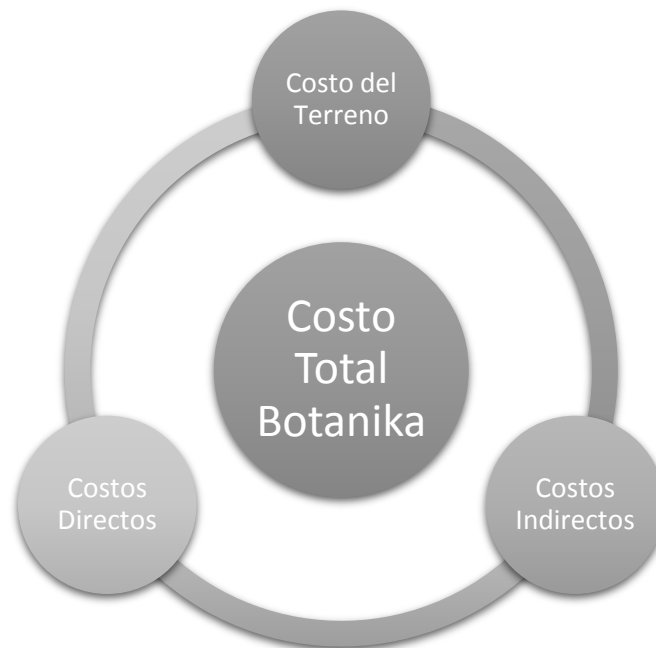 Costo del
Terreno
Costo
Total
Botanika
Costos
Directos
Costos
Indirectos